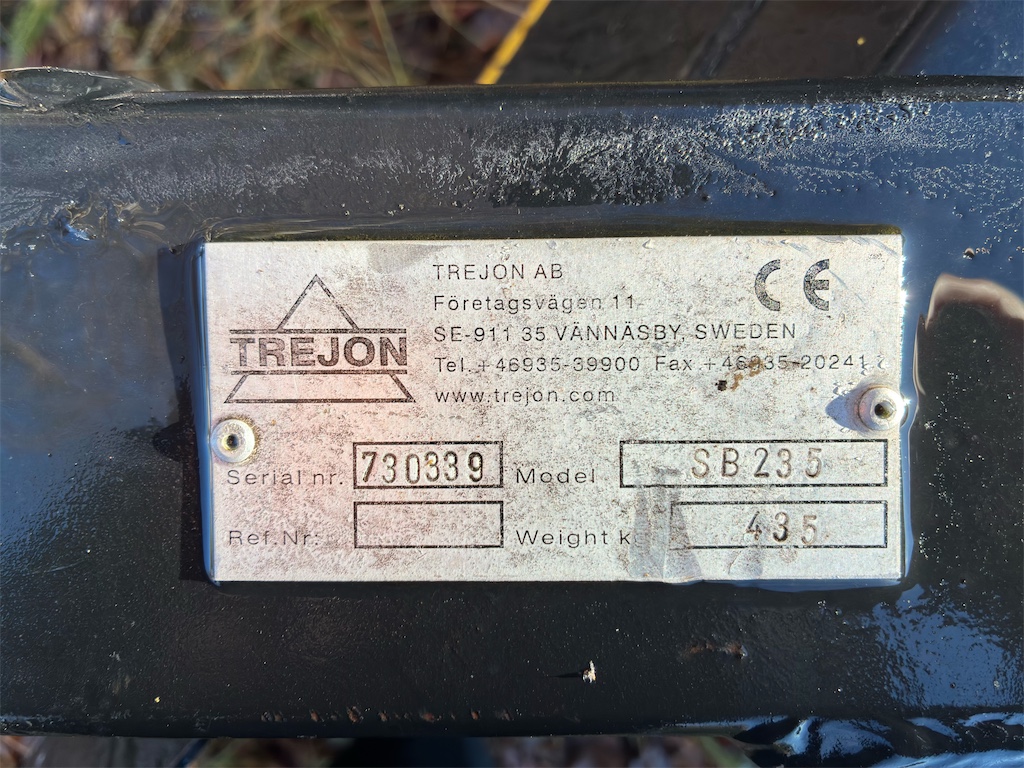 TREJON AB
Företagsvägen 11
SE-911 35 VÄNNÄSBY, SWEDEN
Tel. +46935-39900 Fax .+46935-20241
www.trejon.com
CE
TREJON
Serial nr. 730339 Model SB235
Ref.Nr: Weight k 435